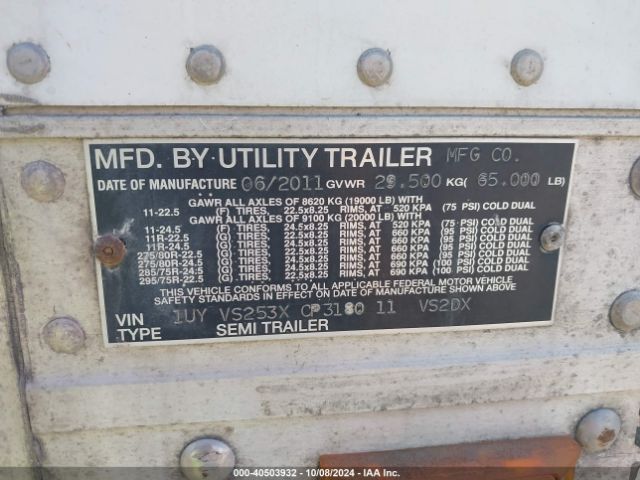 MFD. BY UTILITY TRAILER MFG CO.
DATE OF MANUFACTURE 06/2011 GVWR 29.500 KG( 65.000 LB)
GAWR ALL AXLES OF 8620 KG (19000 LB) WITH
11-22.5 (F) TIRES, 22.5x8.25 RIMS, AT 520 KPA (75 PSI) COLD DUAL
GAWR ALL AXLES OF 9100 KG (20000 LB) WITH
11-24.5 (F) TIRES, 24.5x8.25 RIMS, AT 520 KPA (75 PSI) COLD DUAL
11R-22.5 (G) TIRES, 22.5x8.25 RIMS, AT 660 KPA (95 PSI) COLD DUAL
11R-24.5 (G) TIRES, 24.5x8.25 RIMS, AT 660 KPA (95 PSI) COLD DUAL
275/80R-22.5 (G) TIRES, 22.5x8.25 RIMS, AT 660 KPA (95 PSI) COLD DUAL
275/80R-24.5 (G) TIRES, 24.5x8.25 RIMS, AT 660 KPA (95 PSI) COLD DUAL
285/75R-24.5 (G) TIRES, 24.5x8.25 RIMS, AT 690 KPA (100 PSI) COLD DUAL
295/75R-22.5 (G) TIRES, 22.5x8.25 RIMS, AT 690 KPA (100 PSI) COLD DUAL
THIS VEHICLE CONFORMS TO ALL APPLICABLE FEDERAL MOTOR VEHICLE
SAFETY STANDARDS IN EFFECT ON DATE OF MANUFACTURE SHOWN ABOVE
VIN 1UY VS253X CP3180 11 VS2DX
TYPE SEMI TRAILER
000-40503932 - 10/08/2024 - IAA Inc.